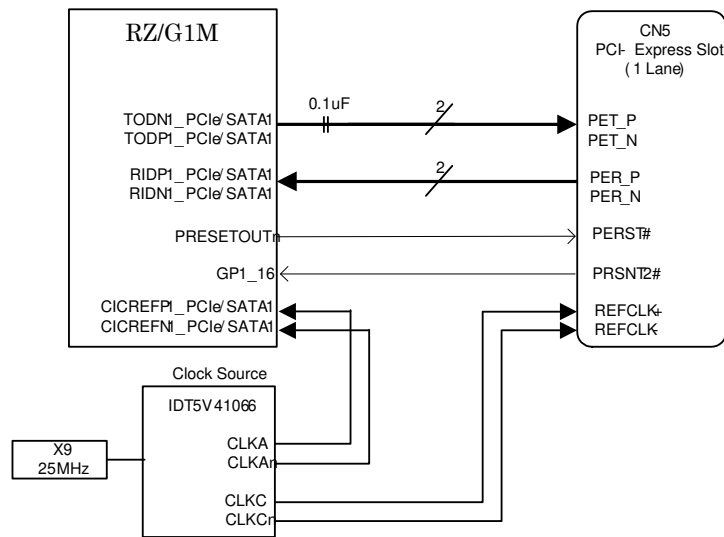 RZ/G1M
CN5
PCI- Express Slot
( 1 Lane)
0.1uF
2
TODN1_PCIe/SATA1
TODP1_PCIe/SATA1
PET_P
PET_N
2
RIDP1_PCIe/SATA1
RIDN1_PCIe/SATA1
PER_P
PER_N
PRESETOUTn
PERST#
GP1_16
PRSNT2#
CICREFP1_PCIe/SATA1
CICREFN1_PCIe/SATA1
REFCLK+
REFCLK-
Clock Source
IDT5V41066
X9
25MHz
CLKA
CLKAn
CLKC
CLKCn